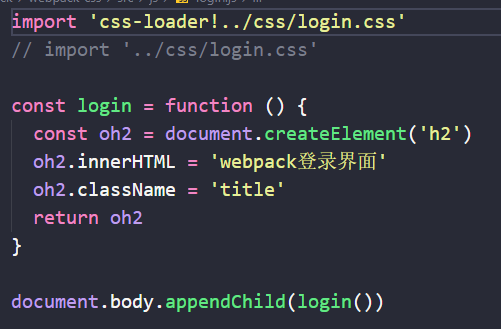 import 'css-loader!../css/login.css'
// import '../css/login.css'
const login = function () {
const oh2 = document.createElement('h2')
oh2.innerHTML = 'webpack登录界面'
oh2.className = 'title'
return oh2
}
document.body.appendChild(login())